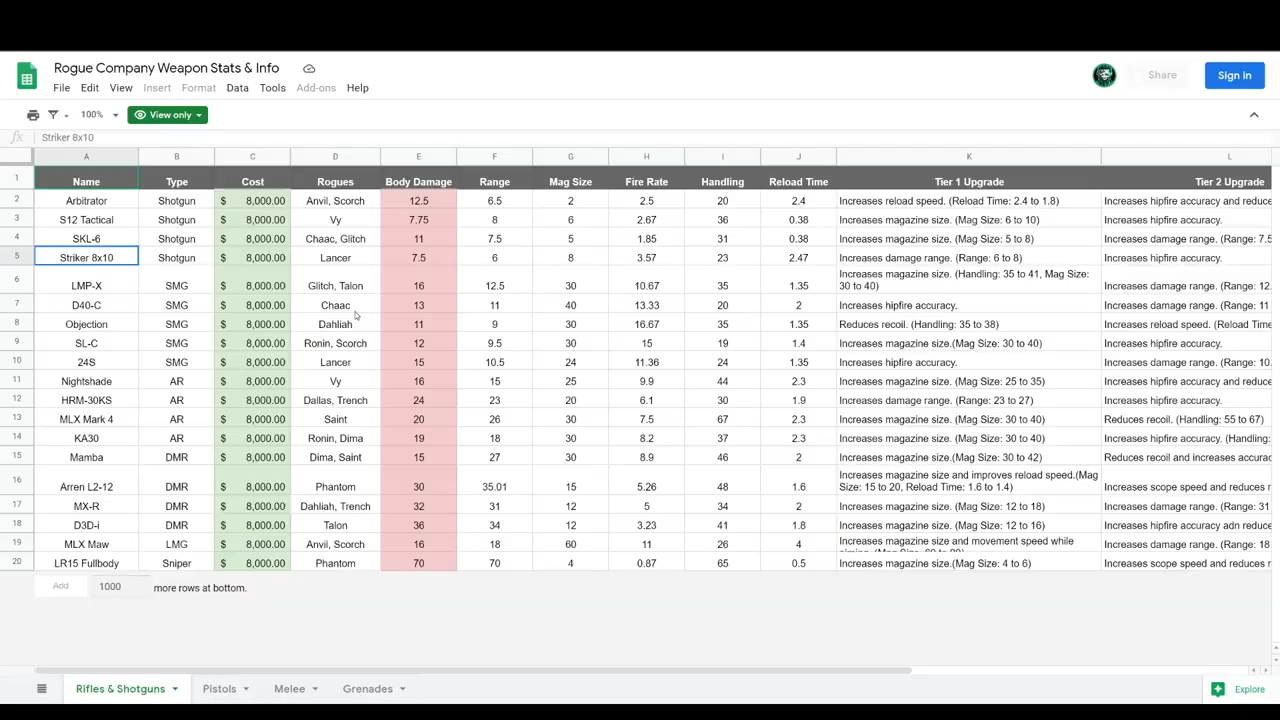 Rogue Company Weapon Stats & Info
File Edit View Insert Format Data Tools Add-ons Help
Share
Sign in
100%
View only
fx Striker 8x10
A B C D E F G H I J K L
1 Name Type Cost Rogues Body Damage Range Mag Size Fire Rate Handling Reload Time Tier 1 Upgrade Tier 2 Upgrade
2 Arbitrator Shotgun $ 8,000.00 Anvil, Scorch 12.5 6.5 2 2.5 20 2.4 Increases reload speed. (Reload Time: 2.4 to 1.8) Increases hipfire accuracy and reduce
3 S12 Tactical Shotgun $ 8,000.00 Vy 7.75 8 6 2.67 36 0.38 Increases magazine size. (Mag Size: 6 to 10) Increases hipfire accuracy.
4 SKL-6 Shotgun $ 8,000.00 Chaac, Glitch 11 7.5 5 1.85 31 0.38 Increases magazine size. (Mag Size: 5 to 8) Increases damage range. (Range: 7.5
5 Striker 8x10 Shotgun $ 8,000.00 Lancer 7.5 6 8 3.57 23 2.47 Increases damage range. (Range: 6 to 8) Increases hipfire accuracy.
6 LMP-X SMG $ 8,000.00 Glitch, Talon 16 12.5 30 10.67 35 1.35 Increases magazine size. (Handling: 35 to 41, Mag Size:
30 to 40) Increases damage range. (Range: 12.
7 D40-C SMG $ 8,000.00 Chaac 13 11 40 13.33 20 2 Increases hipfire accuracy. Increases damage range. (Range: 11
8 Objection SMG $ 8,000.00 Dahliah 11 9 30 16.67 35 1.35 Reduces recoil. (Handling: 35 to 38) Increases reload speed. (Reload Time
9 SL-C SMG $ 8,000.00 Ronin, Scorch 12 9.5 30 15 19 1.4 Increases magazine size.(Mag Size: 30 to 40) Increases damage range. (Range: 9.5
10 24S SMG $ 8,000.00 Lancer 15 10.5 24 11.36 24 1.35 Increases hipfire accuracy. Increases damage range. (Range: 10.
11 Nightshade AR $ 8,000.00 Vy 16 15 25 9.9 44 2.3 Increases magazine size. (Mag Size: 25 to 35) Increases hipfire accuracy and reduce
12 HRM-30KS AR $ 8,000.00 Dallas, Trench 24 23 20 6.1 30 1.9 Increases damage range. (Range: 23 to 27) Increases hipfire accuracy.
13 MLX Mark 4 AR $ 8,000.00 Saint 20 26 30 7.5 67 2.3 Increases magazine size. (Mag Size: 30 to 40) Reduces recoil. (Handling: 55 to 67)
14 KA30 AR $ 8,000.00 Ronin, Dima 19 18 30 8.2 37 2.3 Increases magazine size. (Mag Size: 30 to 40) Increases hipfire accuracy. (Handling:
15 Mamba DMR $ 8,000.00 Dima, Saint 15 27 30 8.9 46 2 Increases magazine size. (Mag Size: 30 to 42) Reduces recoil and increases accurac
16 Arren L2-12 DMR $ 8,000.00 Phantom 30 35.01 15 5.26 48 1.6 Increases magazine size and improves reload speed.(Mag
Size: 15 to 20, Reload Time: 1.6 to 1.4) Increases scope speed and reduces r
17 MX-R DMR $ 8,000.00 Dahliah, Trench 32 31 12 5 34 2 Increases magazine size. (Mag Size: 12 to 18) Increases damage range. (Range: 31
18 D3D-i DMR $ 8,000.00 Talon 36 34 12 3.23 41 1.8 Increases magazine size. (Mag Size: 12 to 16) Increases hipfire accuracy adn reduce
19 MLX Maw LMG $ 8,000.00 Anvil, Scorch 16 18 60 11 26 4 Increases magazine size and movement speed while Increases damage range. (Range: 18
20 LR15 Fullbody Sniper $ 8,000.00 Phantom 70 70 4 0.87 65 0.5 Increases magazine size.(Mag Size: 4 to 6) Increases scope speed and reduces r
Add 1000 more rows at bottom.
Rifles & Shotguns Pistols Melee Grenades Explore